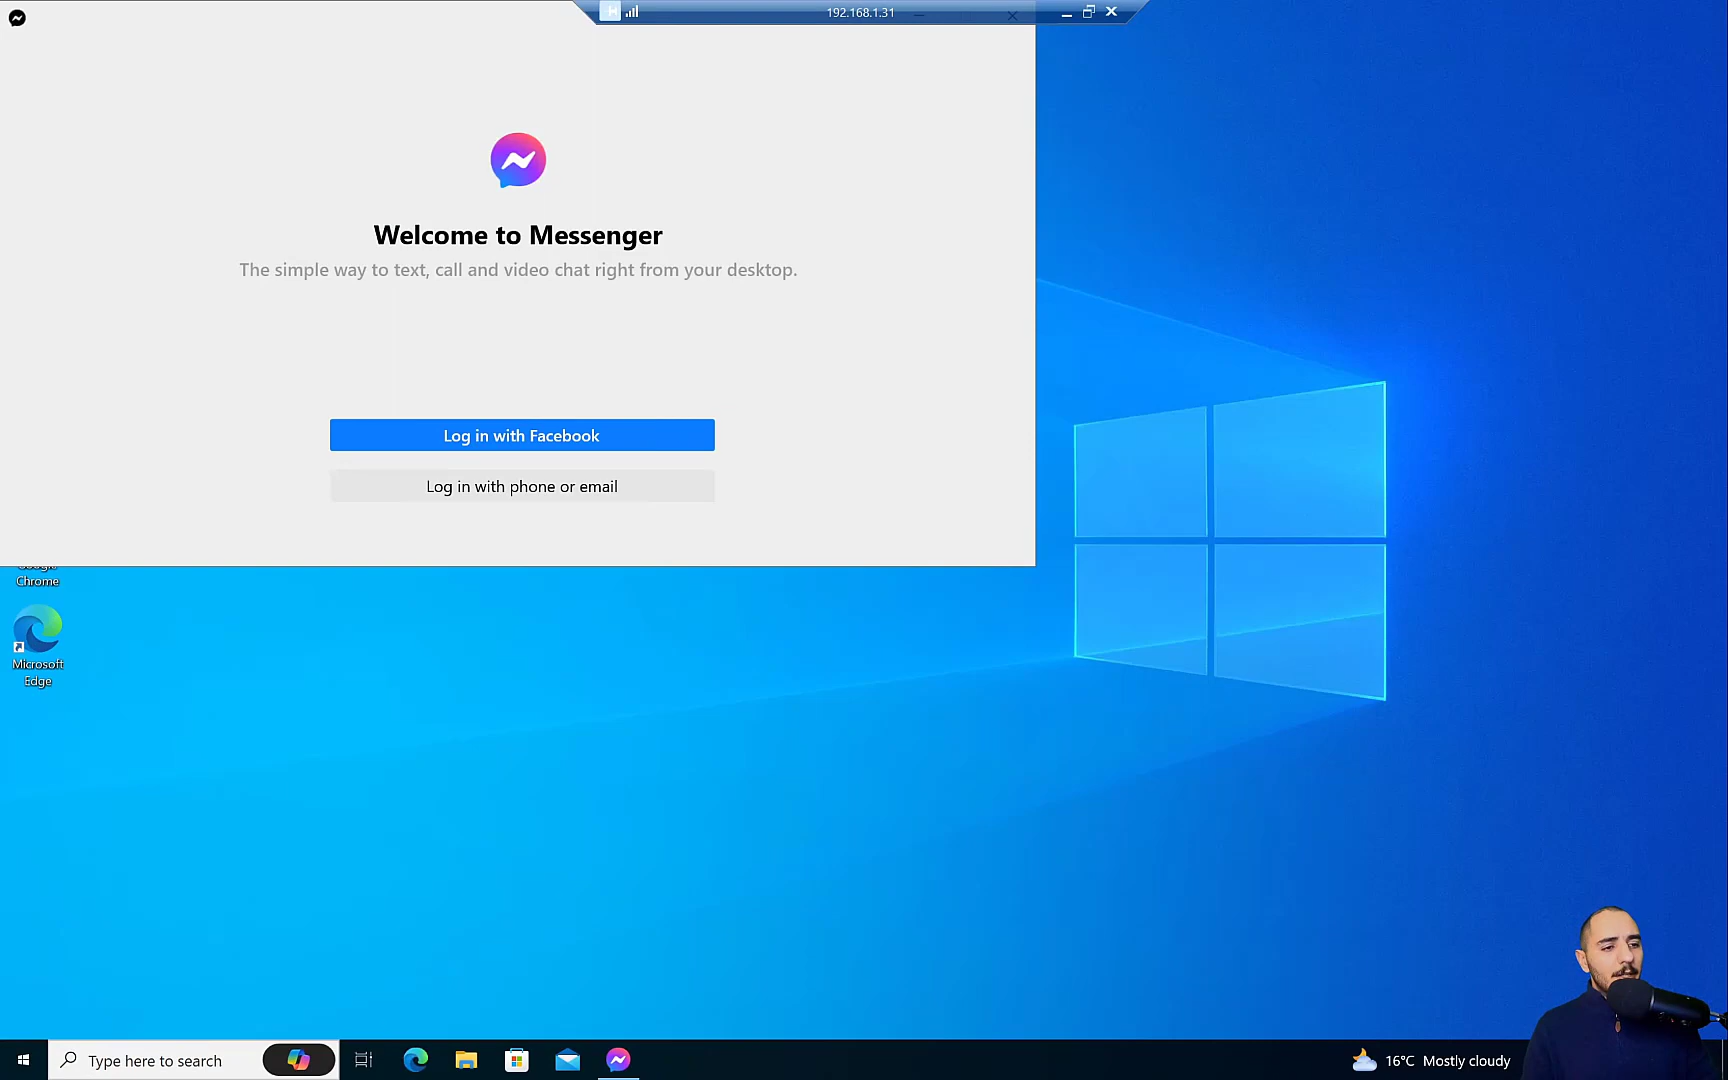 192.168.1.31
Welcome to Messenger
The simple way to text, call and video chat right from your desktop.
Log in with Facebook
Log in with phone or email
Google
Chrome
Microsoft
Edge
Type here to search
16°C Mostly cloudy